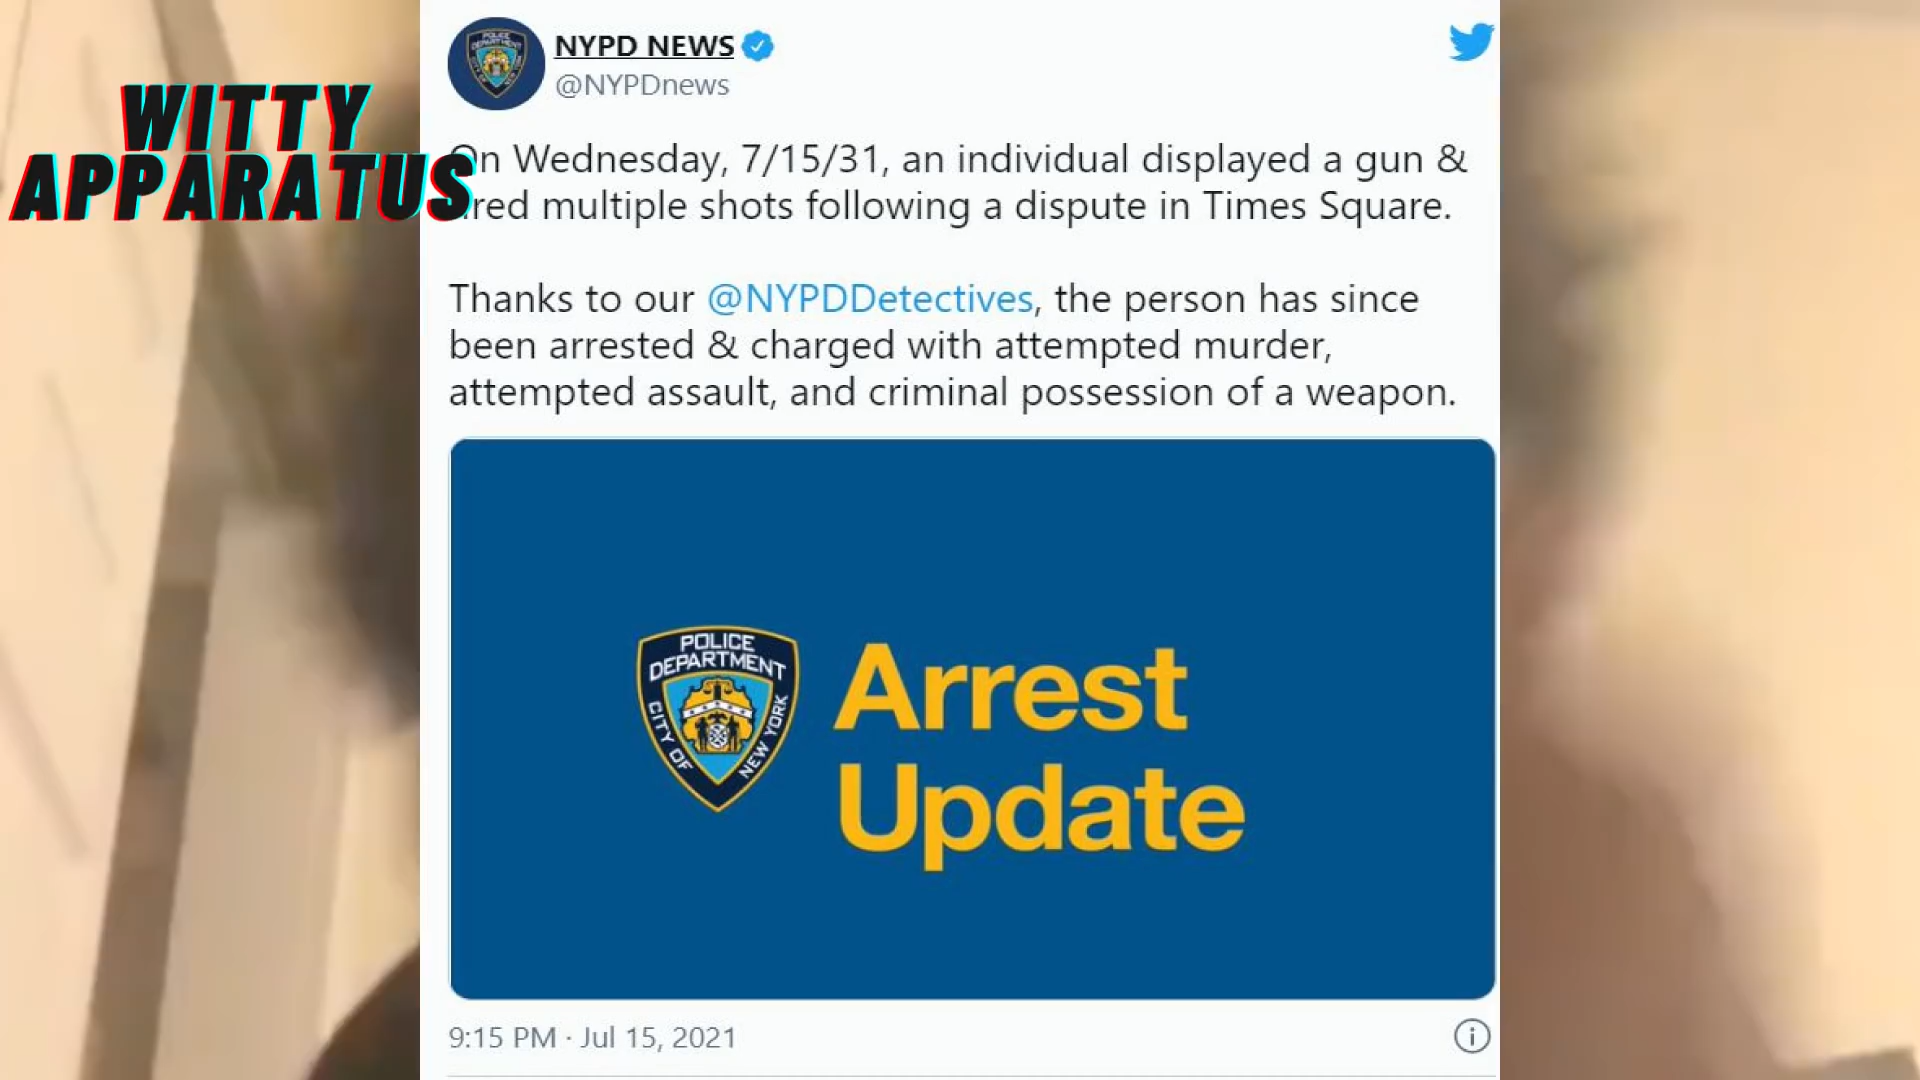 WITTY
APPARATUS
NYPD NEWS
@NYPDnews
On Wednesday, 7/15/31, an individual displayed a gun &
multiple shots following a dispute in Times Square.
Thanks to our @NYPDDetectives, the person has since
been arrested & charged with attempted murder,
attempted assault, and criminal possession of a weapon.
POLICE
DEPARTMENT
CITY OF
NEW YORK
Arrest
Update
9:15 PM · Jul 15, 2021